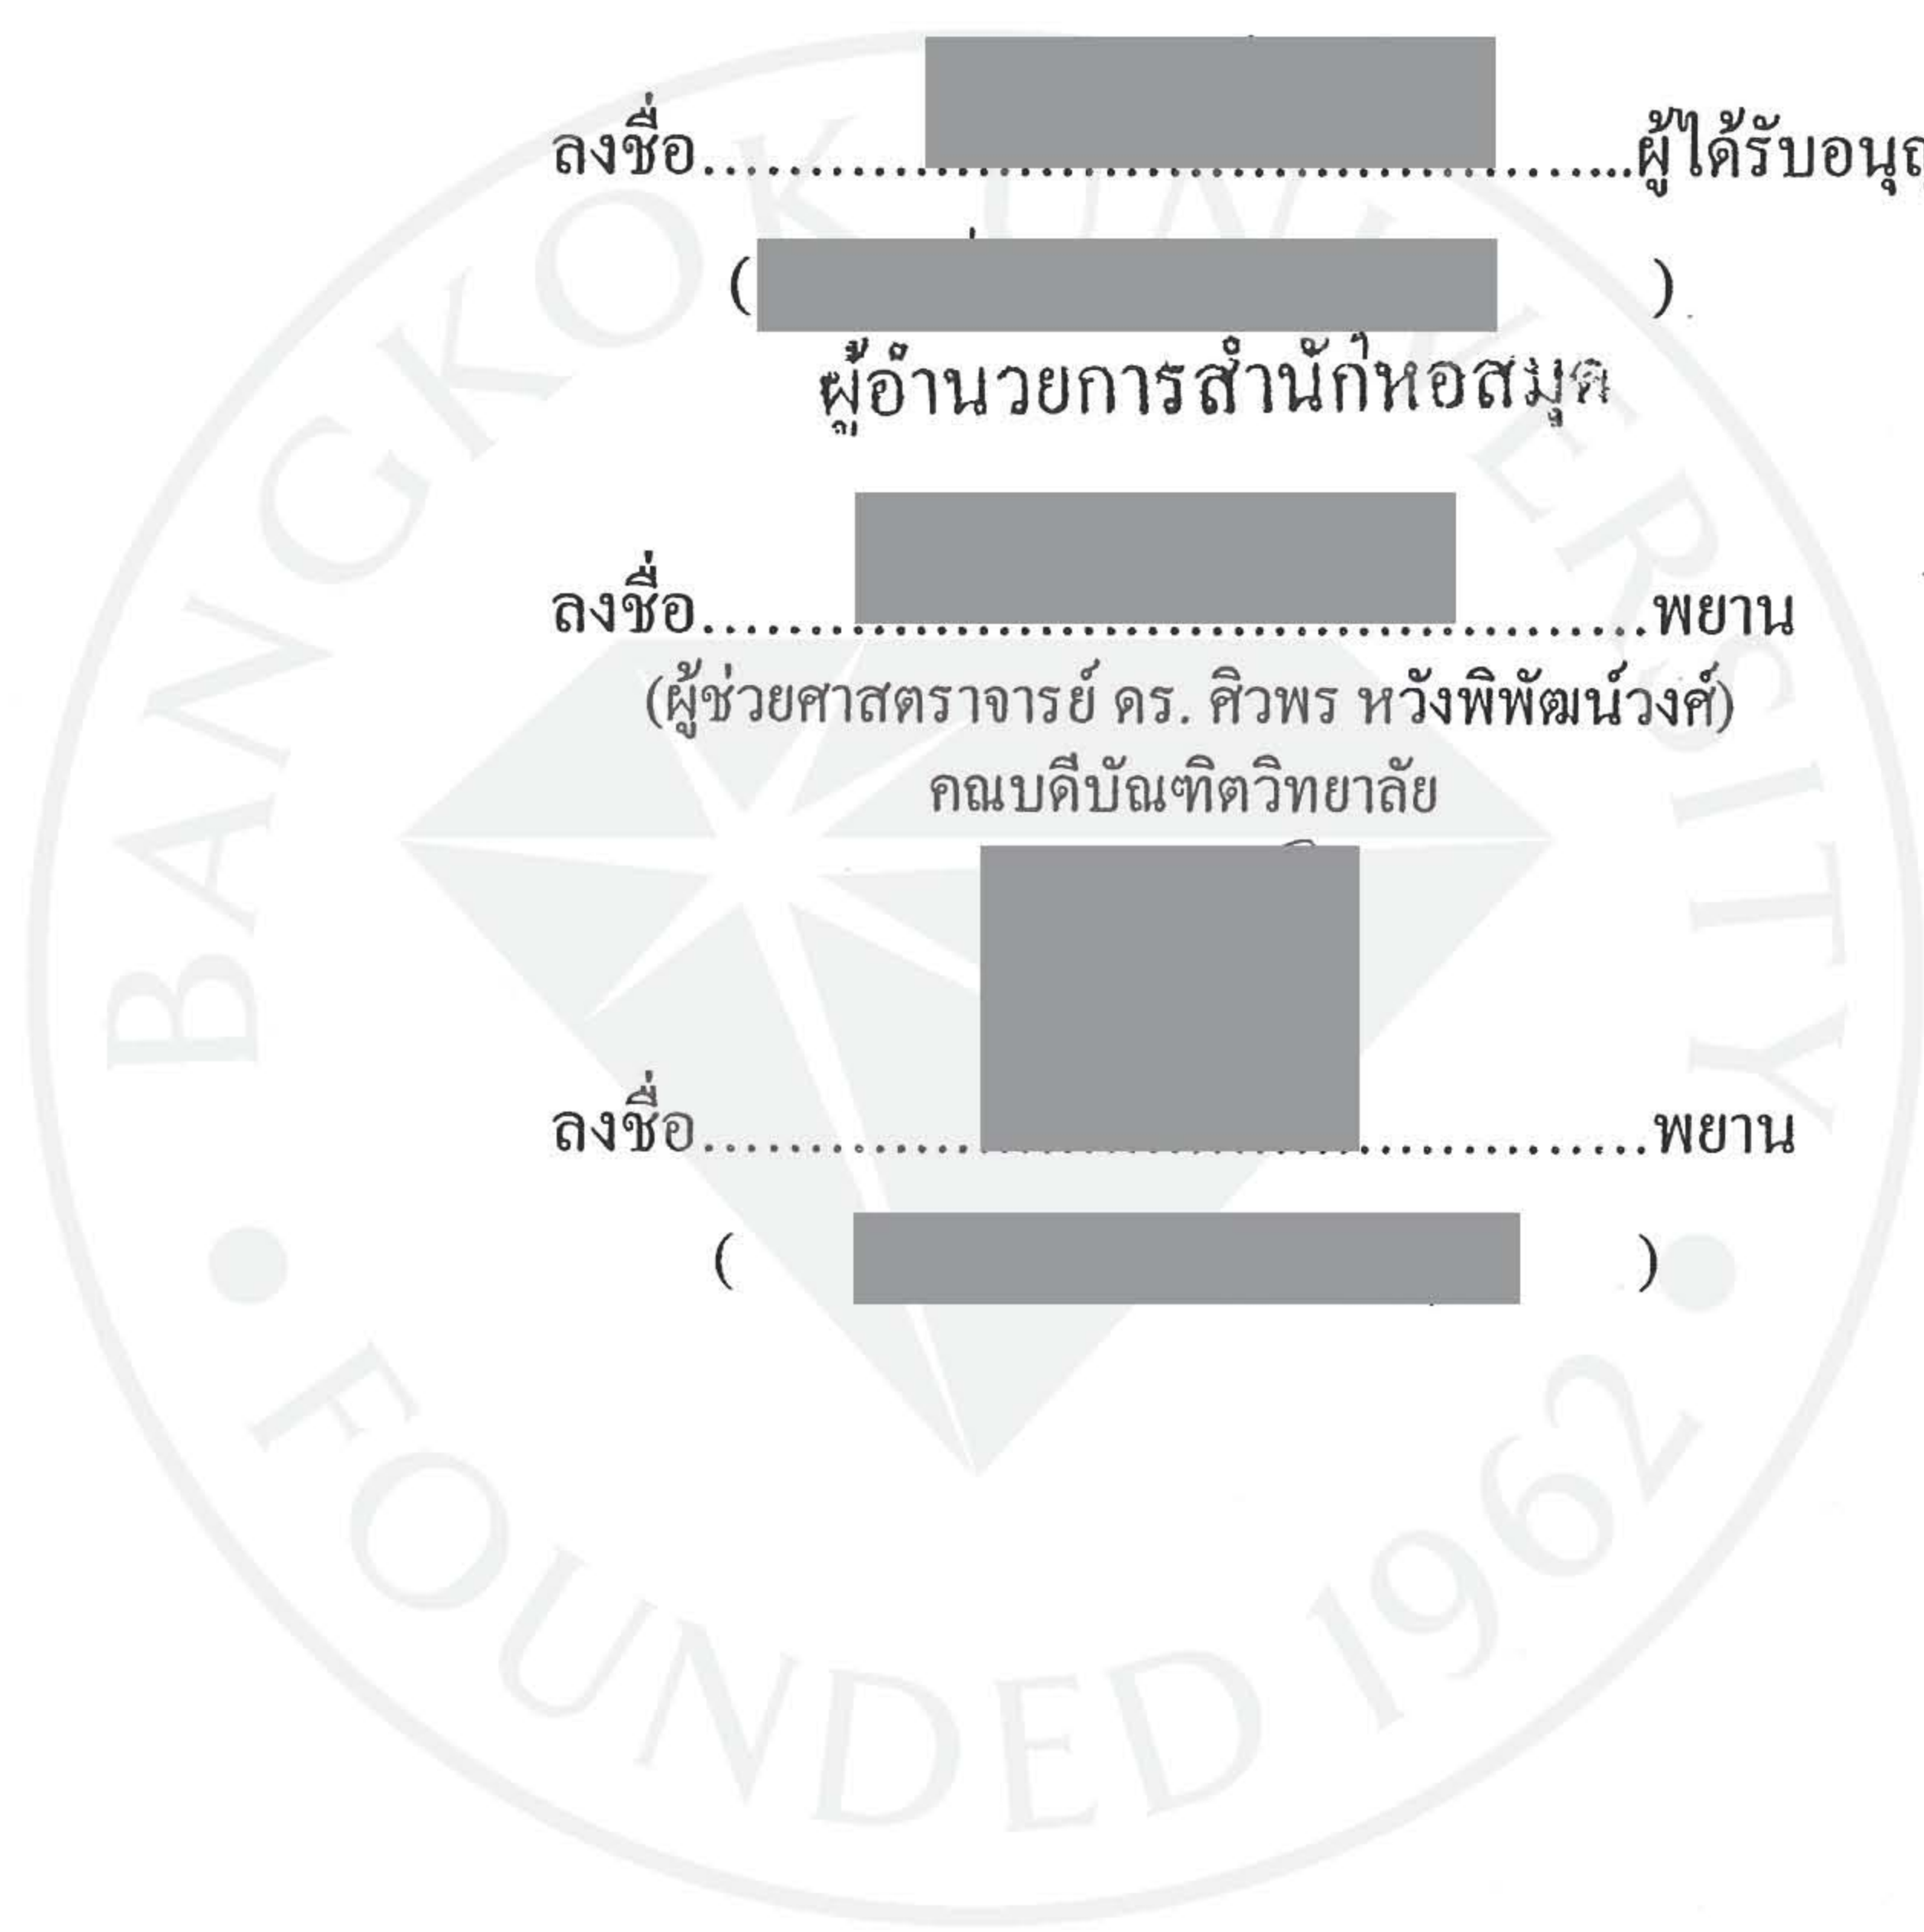 ลงชื่อ..............................................ผู้ได้รับอนุญ
( )
ผู้อำนวยการสำนักหอสมุด
ลงชื่อ..............................................พยาน
(ผู้ช่วยศาสตราจารย์ ดร. ศิวพร หวังพิพัฒน์วงศ์)
คณบดีบัณฑิตวิทยาลัย
ลงชื่อ..............................................พยาน
( )
BANGKOK UNIVERSITY
FOUNDED 1962